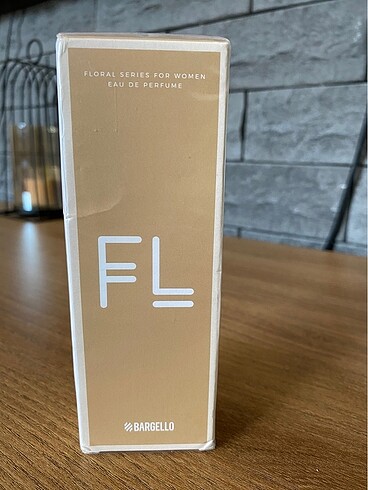 FLORAL SERIES FOR WOMEN
EAU DE PERFUME
FL
BARGELLO